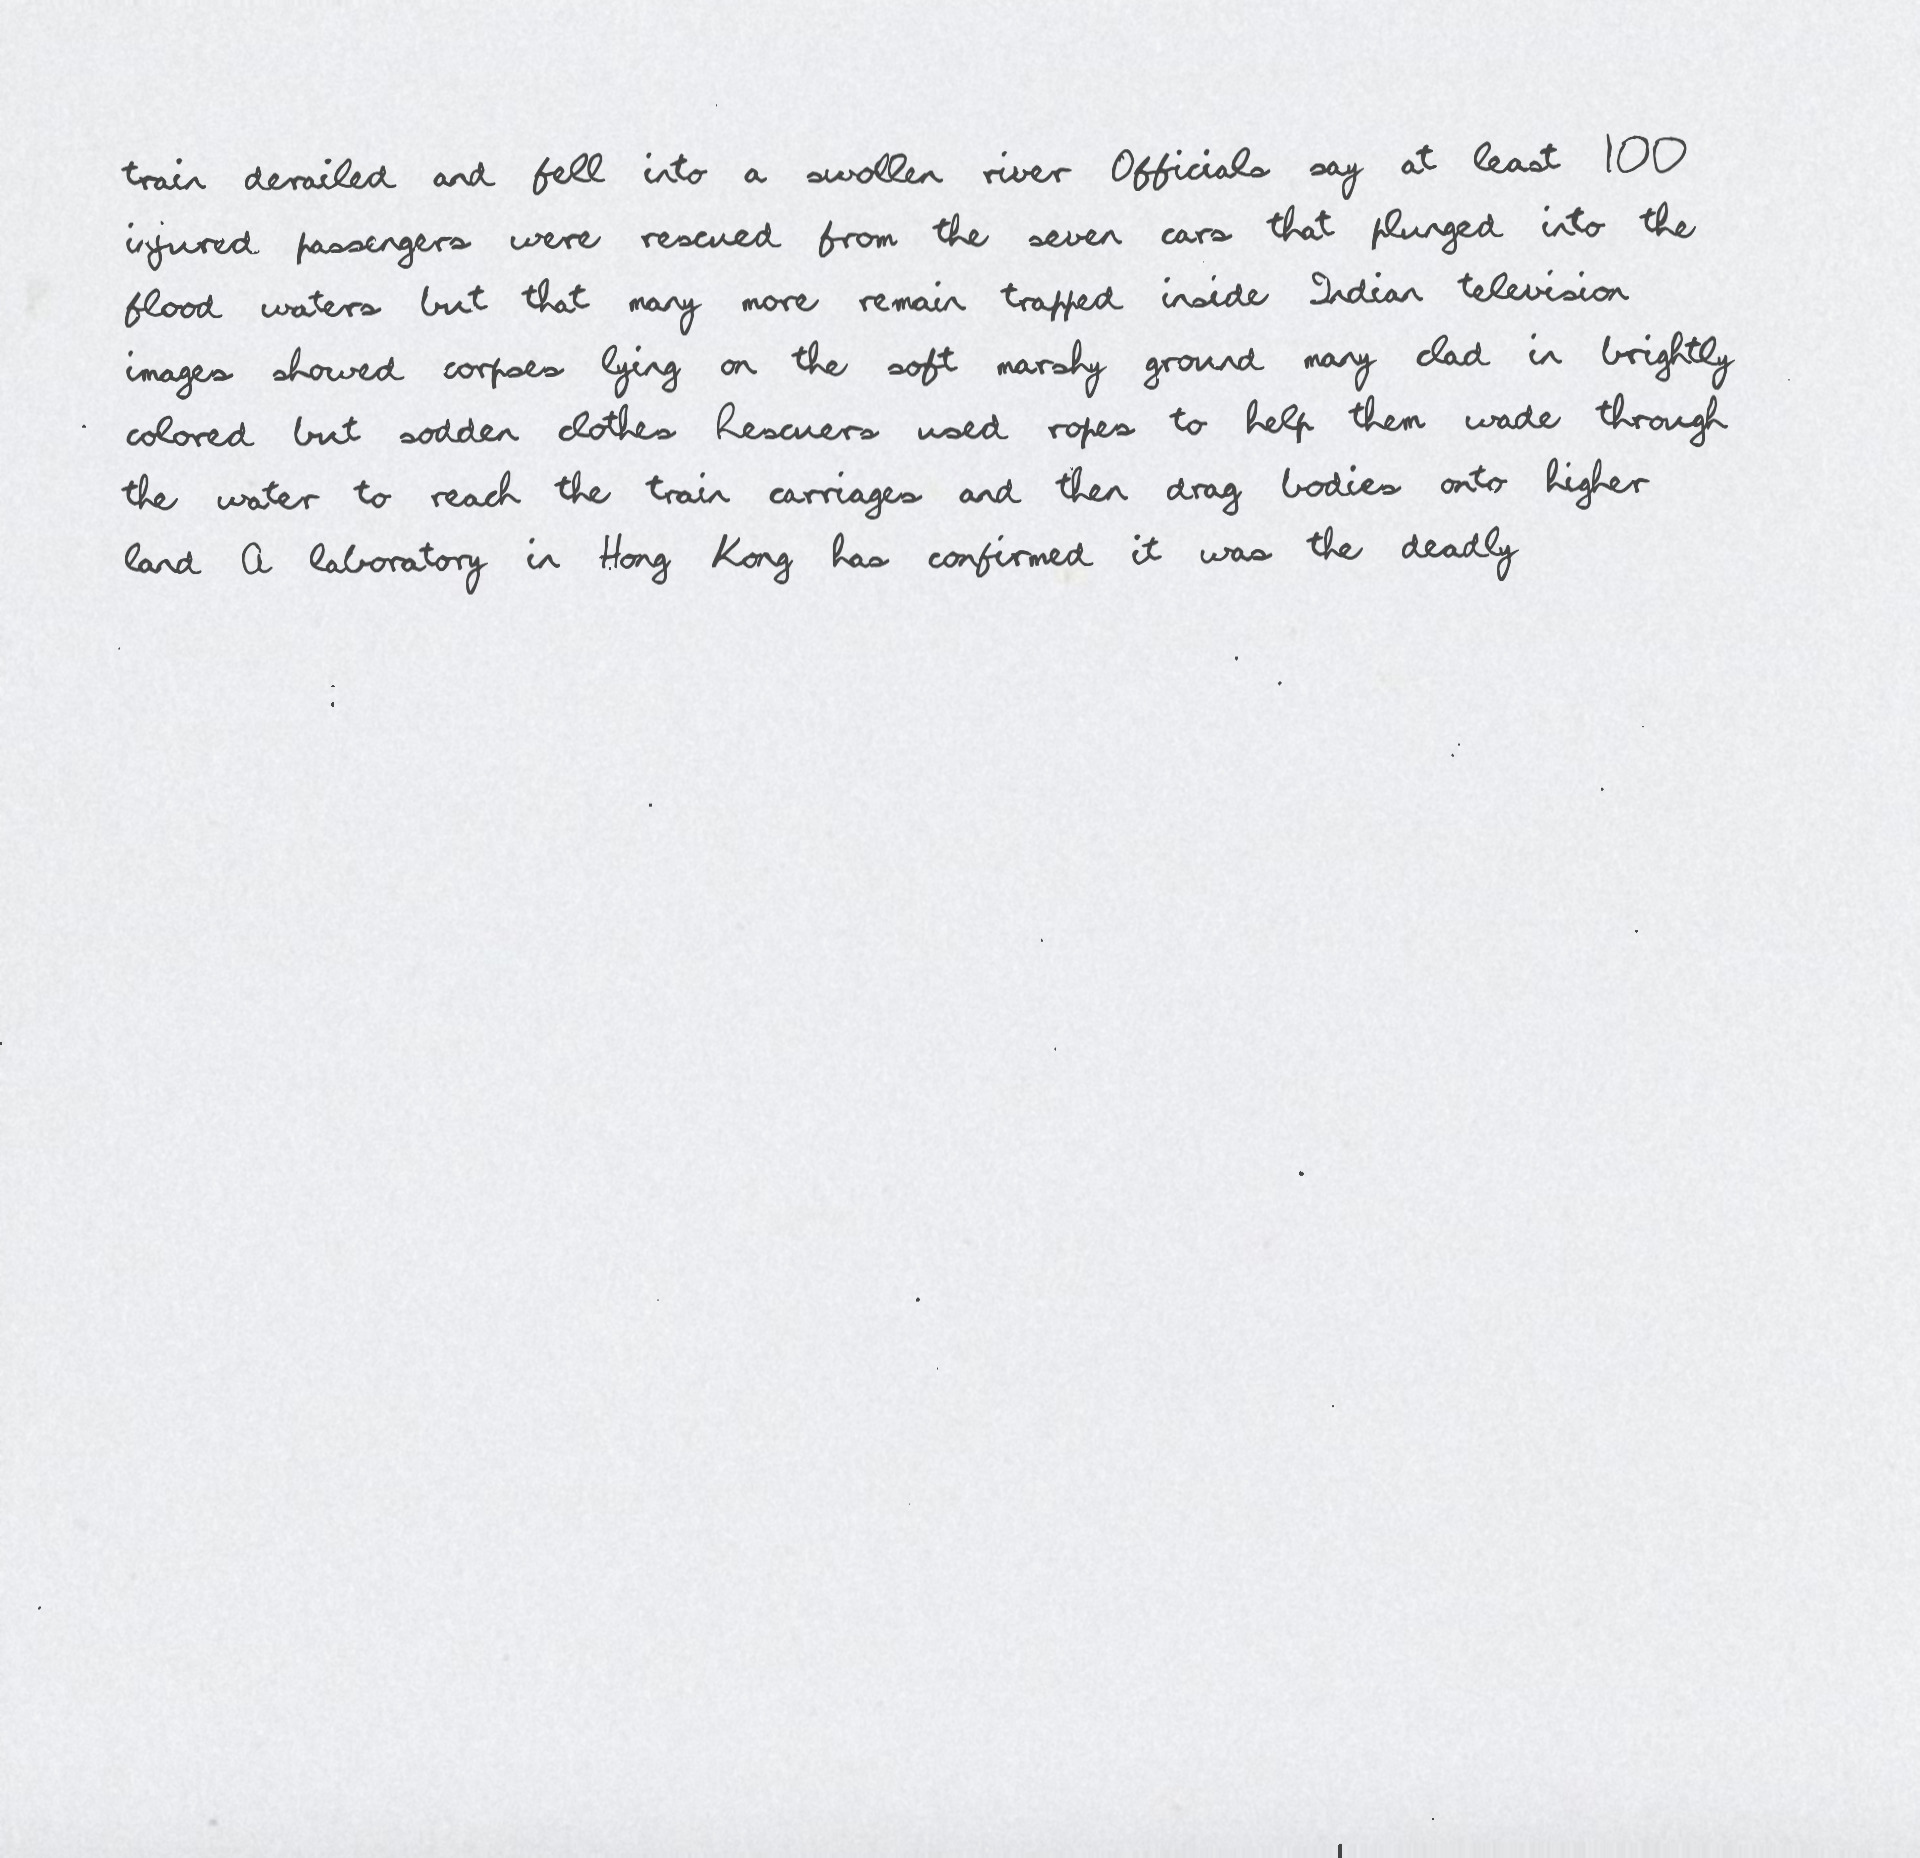 train derailed and fell into a swollen river Officials say at least 100
injured passengers were rescued from the seven cars that plunged into the
flood waters but that many more remain trapped inside Indian television
images showed corpses lying on the soft marshy ground many clad in brightly
colored but sodden clothes Rescuers used ropes to help them wade through
the water to reach the train carriages and then drag bodies onto higher
land A laboratory in Hong Kong has confirmed it was the deadly